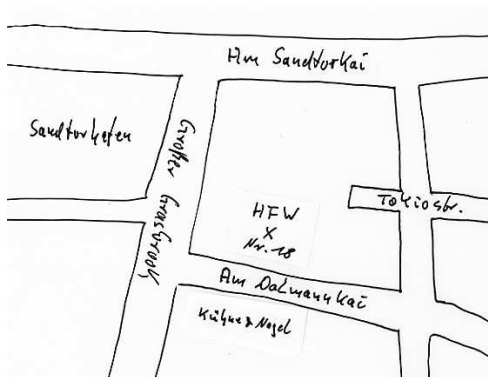 Am Sandtorkai
Sandtorhafen
Großer Grasbrook
Tokiostr.
HFW
X
Nr. 18
Am Dalmannkai
Kühne & Nagel